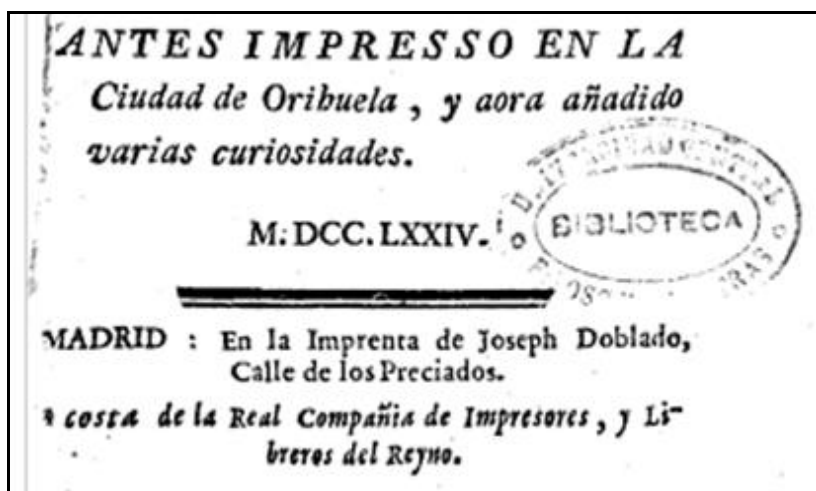 ANTES IMPRESSO EN LA
Ciudad de Orihuela, y aora añadido
varias curiosidades.
M.DCC.LXXIV.
BIBLIOTECA
MADRID : En la Imprenta de Joseph Doblado,
Calle de los Preciados.
costa de la Real Compañia de Impresores, y Li-
breros del Reyno.